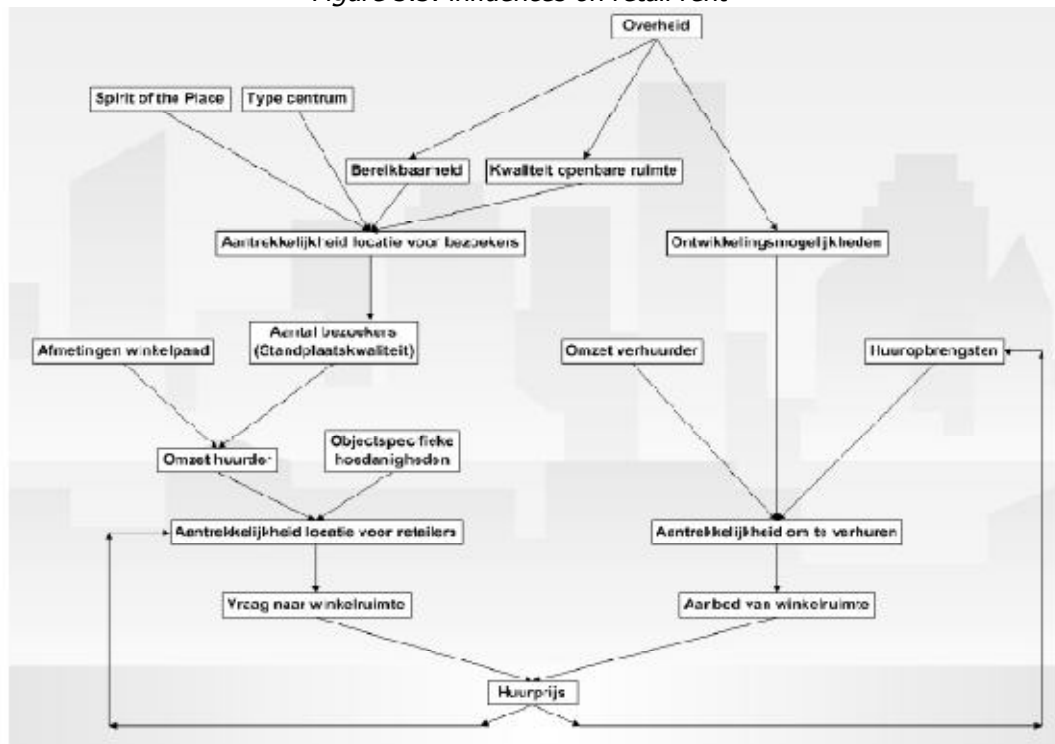 Figure 3.3: Influences on retail rent
Overheid
Spirit of the Place
Type centrum
Bereikbaarheid
Kwaliteit openbare ruimte
Aantrekkelijkheid locatie voor bezoekers
Ontwikkelingsmogelijkheden
Afmetingen winkelpand
Aantal bezoekers
(Standplaatskwaliteit)
Omzet verhuurder
Huuropbrengsten
Omzet huurder
Objectspecifieke
hoedanigheden
Aantrekkelijkheid locatie voor retailers
Aantrekkelijkheid om te verhuren
Vraag naar winkelruimte
Aanbod van winkelruimte
Huurprijs